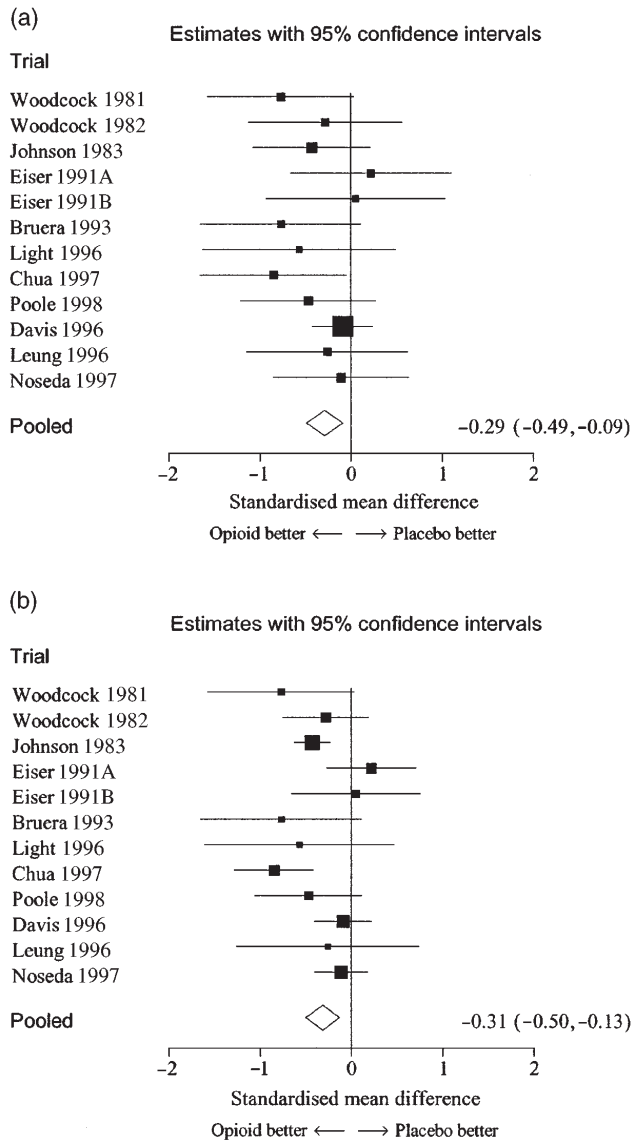 (a)
Estimates with 95% confidence intervals
Trial
Woodcock 1981
Woodcock 1982
Johnson 1983
Eiser 1991A
Eiser 1991B
Bruera 1993
Light 1996
Chua 1997
Poole 1998
Davis 1996
Leung 1996
Noseda 1997
Pooled −0.29 (−0.49,−0.09)
−2 −1 0 1 2
Standardised mean difference
Opioid better ← → Placebo better
(b)
Estimates with 95% confidence intervals
Trial
Woodcock 1981
Woodcock 1982
Johnson 1983
Eiser 1991A
Eiser 1991B
Bruera 1993
Light 1996
Chua 1997
Poole 1998
Davis 1996
Leung 1996
Noseda 1997
Pooled −0.31 (−0.50,−0.13)
−2 −1 0 1 2
Standardised mean difference
Opioid better ← → Placebo better